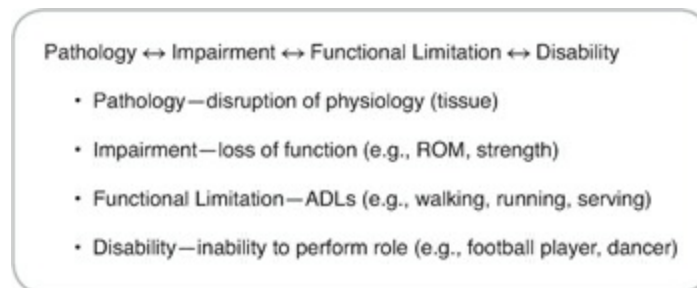 Pathology ↔ Impairment ↔ Functional Limitation ↔ Disability
• Pathology—disruption of physiology (tissue)
• Impairment—loss of function (e.g., ROM, strength)
• Functional Limitation—ADLs (e.g., walking, running, serving)
• Disability—inability to perform role (e.g., football player, dancer)